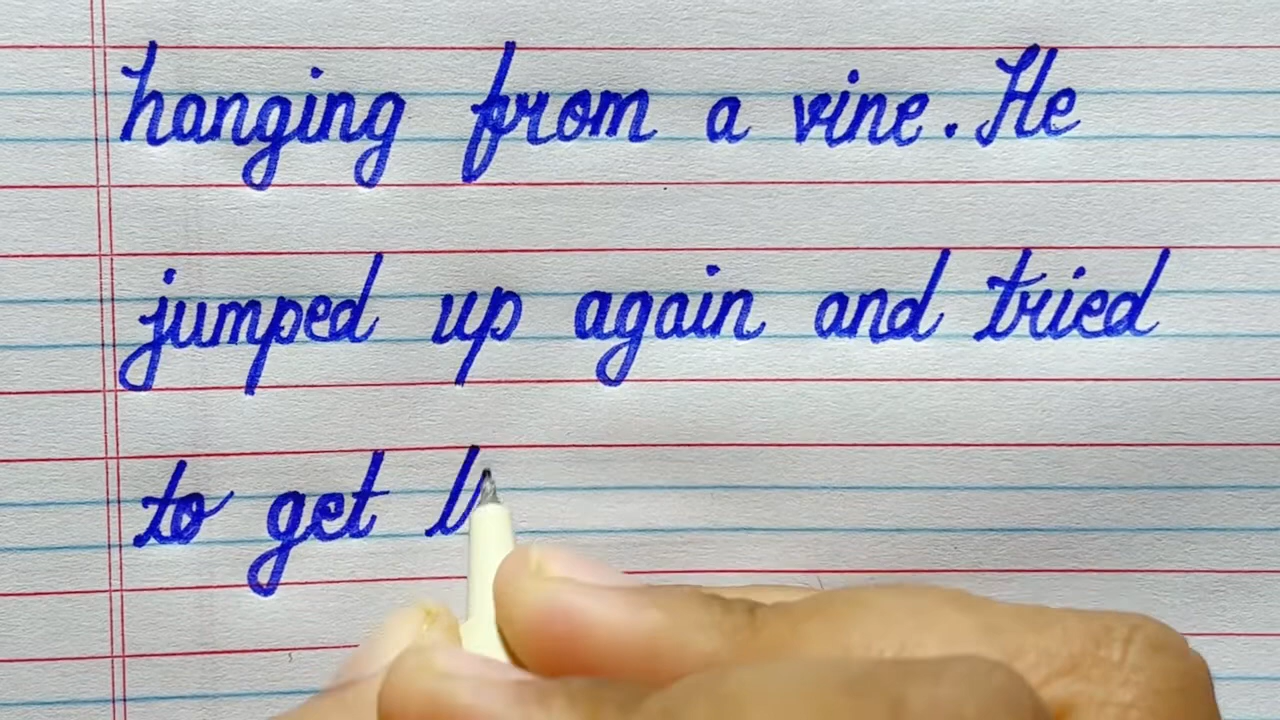 hanging from a vine. He
jumped up again and tried
to get